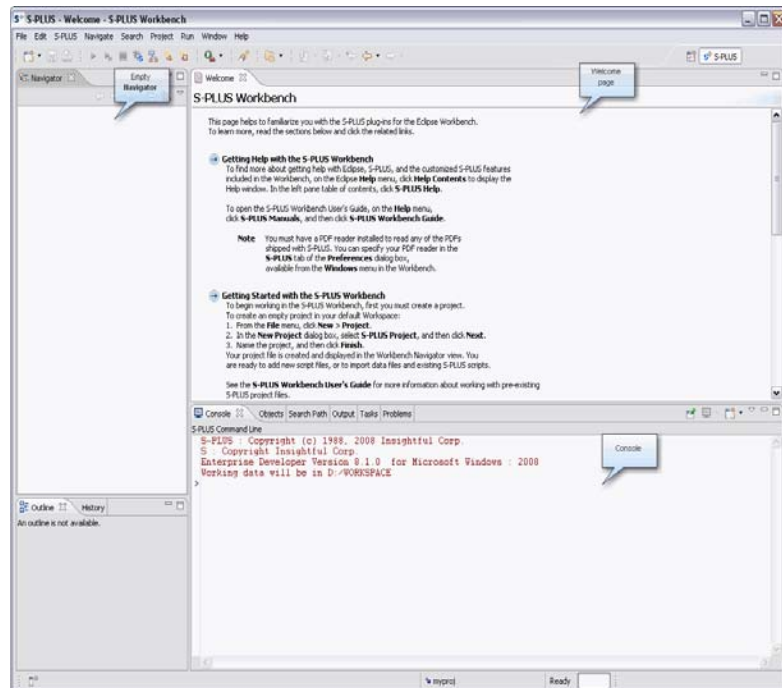 S-PLUS - Welcome - S-PLUS Workbench
File Edit S-PLUS Navigate Search Project Run Window Help
S-PLUS
Navigator
Empty
Navigator
Welcome
Welcome
page
S-PLUS Workbench
This page helps to familiarize you with the S-PLUS plug-ins for the Eclipse Workbench.
To learn more, read the sections below and click the related links.
Getting Help with the S-PLUS Workbench
To find more about getting help with Eclipse, S-PLUS, and the customized S-PLUS features
included in the Workbench, on the Eclipse Help menu, click Help Contents to display the
Help window. In the left pane table of contents, click S-PLUS Help.
To open the S-PLUS Workbench User's Guide, on the Help menu,
click S-PLUS Manuals, and then click S-PLUS Workbench Guide.
Note You must have a PDF reader installed to read any of the PDFs
shipped with S-PLUS. You can specify your PDF reader in the
S-PLUS tab of the Preferences dialog box,
available from the Windows menu in the Workbench.
Getting Started with the S-PLUS Workbench
To begin working in the S-PLUS Workbench, first you must create a project.
To create an empty project in your default Workspace:
1. From the File menu, click New > Project.
2. In the New Project dialog box, select S-PLUS Project, and then click Next.
3. Name the project, and then click Finish.
Your project file is created and displayed in the Workbench Navigator view. You
are ready to add new script files, or to import data files and existing S-PLUS scripts.
See the S-PLUS Workbench User's Guide for more information about working with pre-existing
S-PLUS project files.
Console Objects Search Path Output Tasks Problems
S-PLUS Command Line
S-PLUS : Copyright (c) 1988, 2008 Insightful Corp.
S : Copyright Insightful Corp.
Enterprise Developer Version 8.1.0 for Microsoft Windows : 2008
Working data will be in D:/WORKSPACE
>
Console
Outline History
An outline is not available.
myproj
Ready